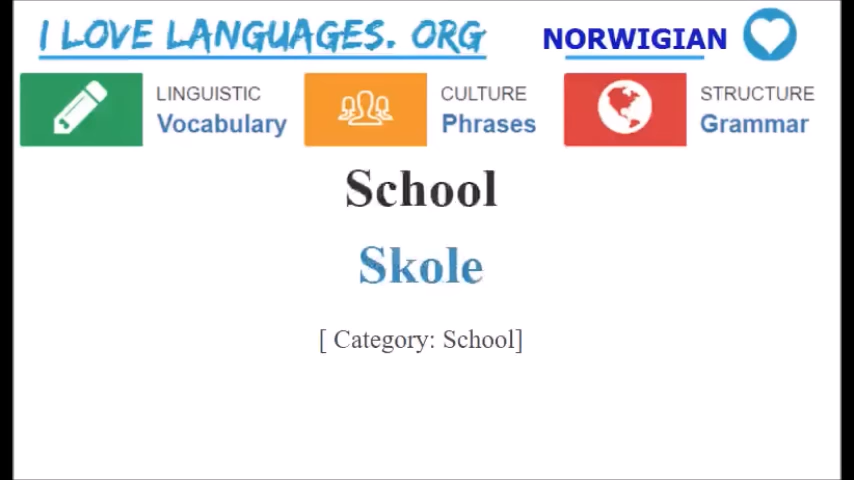 I LOVE LANGUAGES. ORG
NORWIGIAN
LINGUISTIC
Vocabulary
CULTURE
Phrases
STRUCTURE
Grammar
School
Skole
[ Category: School]